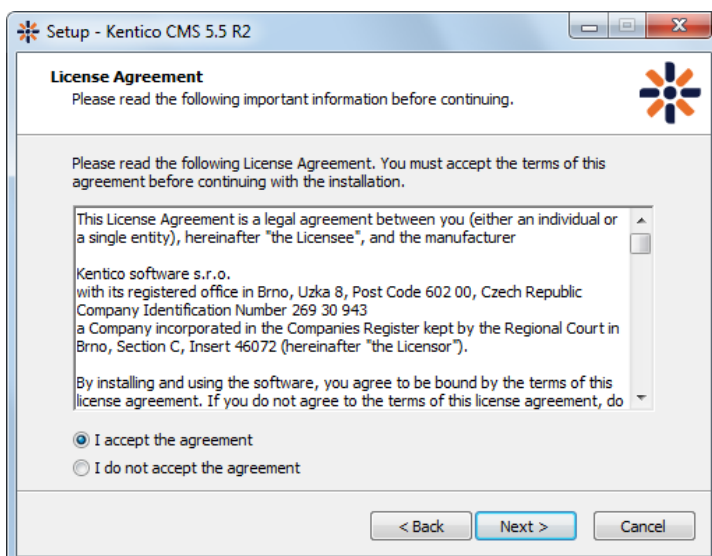 Setup - Kentico CMS 5.5 R2
License Agreement
Please read the following important information before continuing.
Please read the following License Agreement. You must accept the terms of this
agreement before continuing with the installation.
This License Agreement is a legal agreement between you (either an individual or
a single entity), hereinafter "the Licensee", and the manufacturer
Kentico software s.r.o.
with its registered office in Brno, Uzka 8, Post Code 602 00, Czech Republic
Company Identification Number 269 30 943
a Company incorporated in the Companies Register kept by the Regional Court in
Brno, Section C, Insert 46072 (hereinafter "the Licensor").
By installing and using the software, you agree to be bound by the terms of this
license agreement. If you do not agree to the terms of this license agreement, do
I accept the agreement
I do not accept the agreement
< Back Next > Cancel